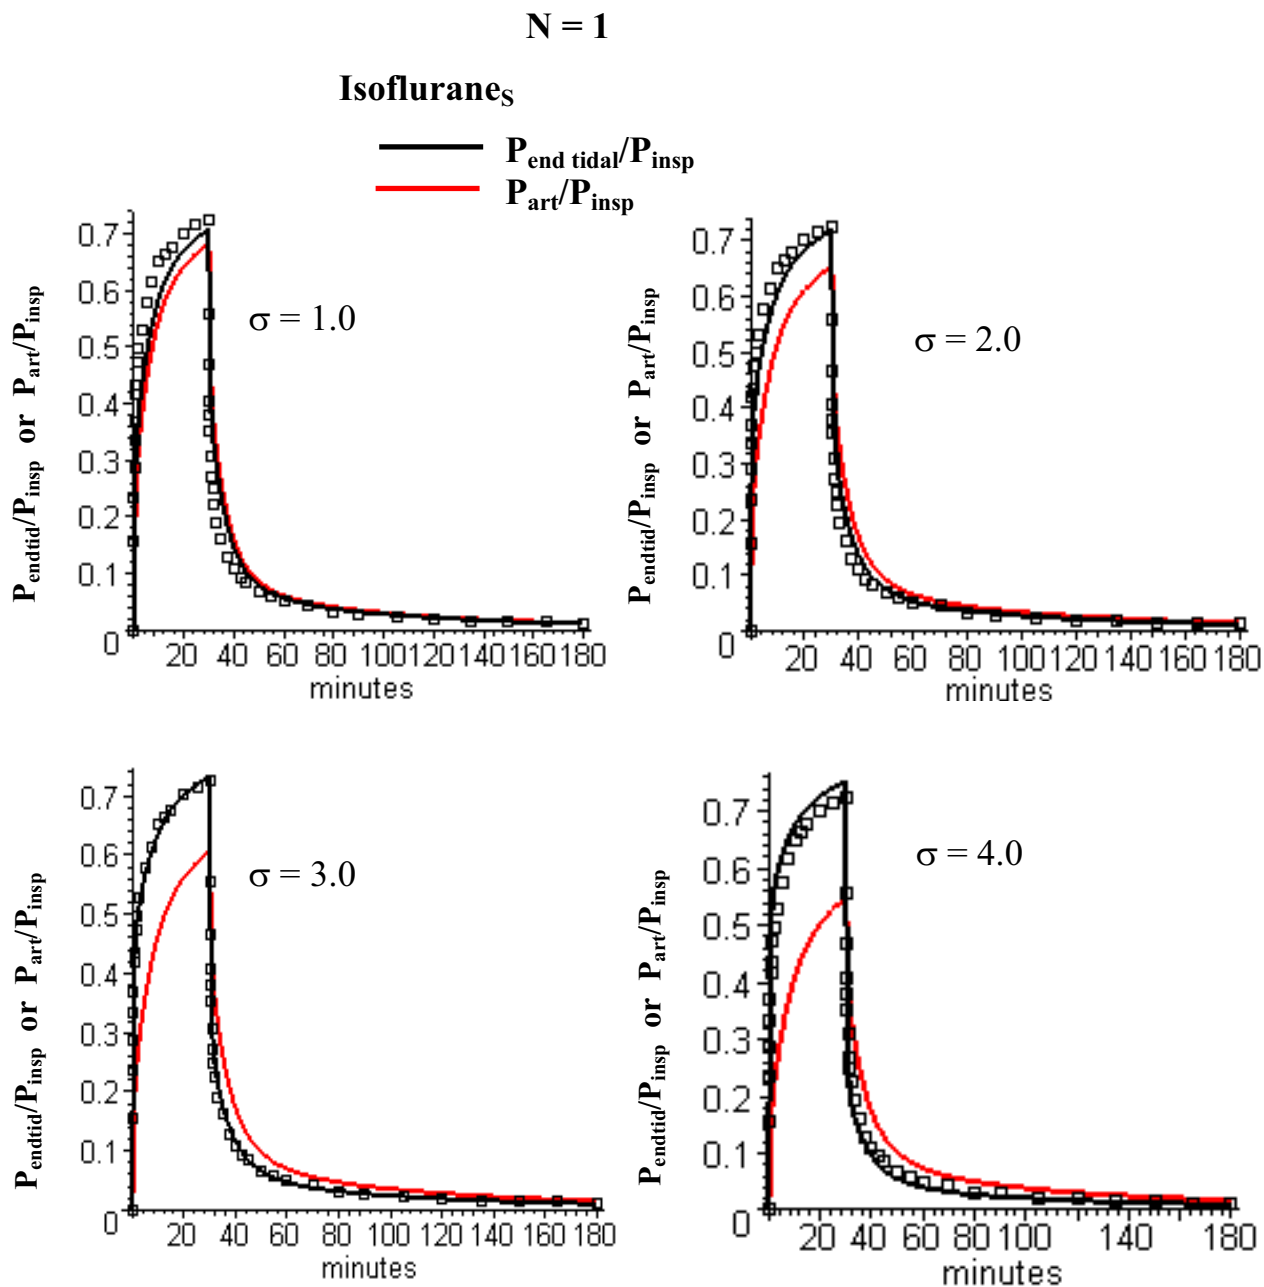 N = 1
Isoflurane_S
P_end tidal/P_insp
P_art/P_insp
P_endtid/P_insp or P_art/P_insp
0.7
0.6
0.5
0.4
0.3
0.2
0.1
0
σ = 1.0
20 40 60 80 100 120 140 160 180
minutes
P_endtid/P_insp or P_art/P_insp
0.7
0.6
0.5
0.4
0.3
0.2
0.1
0
σ = 2.0
20 40 60 80 100 120 140 160 180
minutes
P_endtid/P_insp or P_art/P_insp
0.7
0.6
0.5
0.4
0.3
0.2
0.1
0
σ = 3.0
20 40 60 80 100 120 140 160 180
minutes
P_endtid/P_insp or P_art/P_insp
0.7
0.6
0.5
0.4
0.3
0.2
0.1
0
σ = 4.0
20 40 60 80 100 140 180
minutes